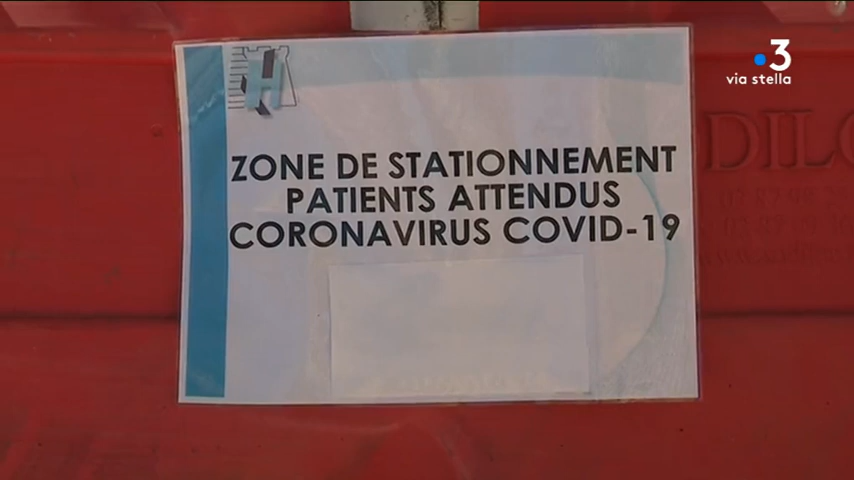 3
via stella
ZONE DE STATIONNEMENT
PATIENTS ATTENDUS
CORONAVIRUS COVID-19
H